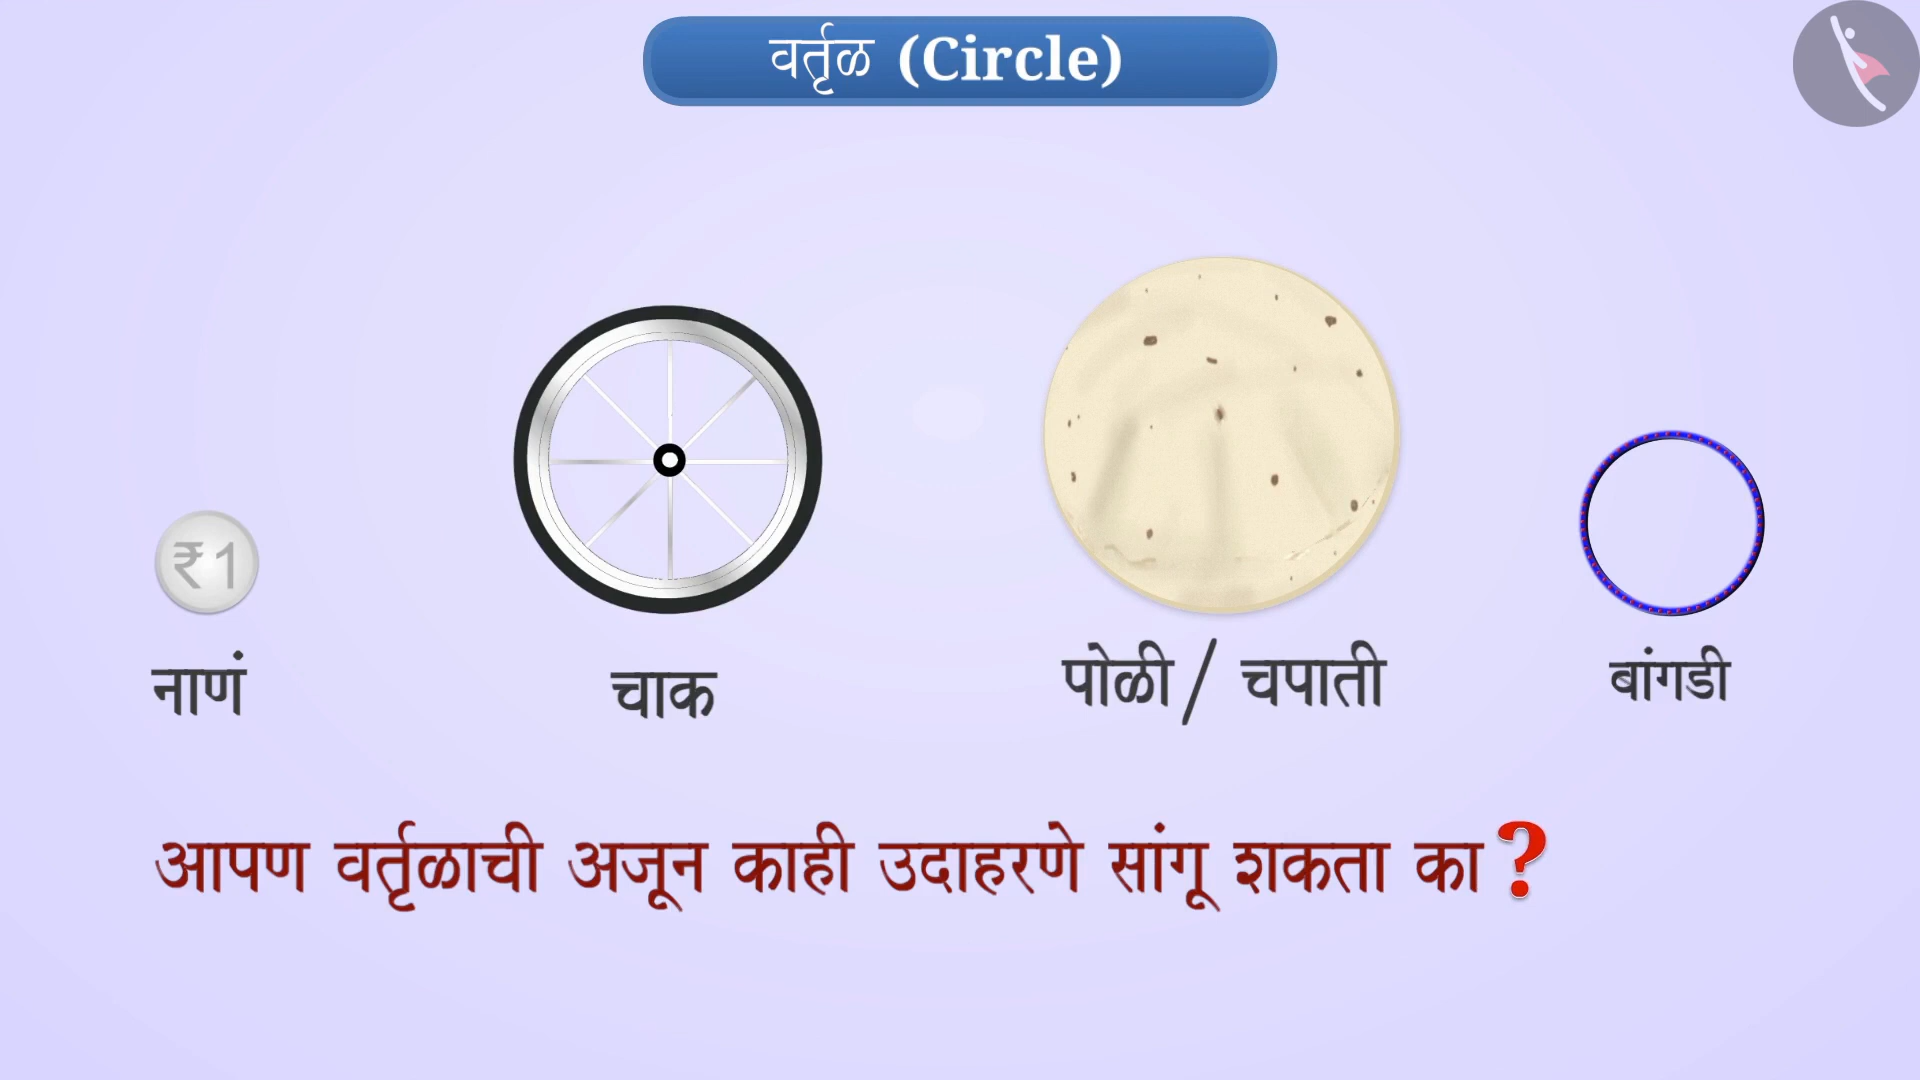 वर्तृळ (Circle)
₹1
नाणं
चाक
पोळी/ चपाती
बांगडी
आपण वर्तृळाची अजून काही उदाहरणे सांगू शकता का?